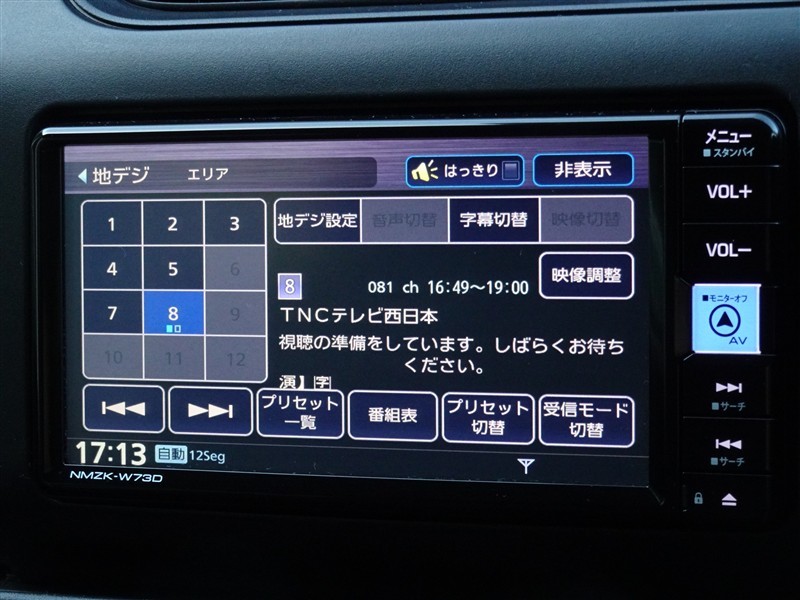 地デジ エリア はっきり 非表示
1 2 3
4 5 6
7 8 9
10 11 12
地デジ設定 音声切替 字幕切替 映像切替
映像調整
8 081 ch 16:49～19:00
TNCテレビ西日本
視聴の準備をしています。しばらくお待ち
ください。
演】字
プリセット
一覧
番組表
プリセット
切替
受信モード
切替
17:13 自動 12Seg
NMZK-W73D
メニュー
スタンバイ
VOL+
VOL-
モニターオフ
AV
サーチ
サーチ